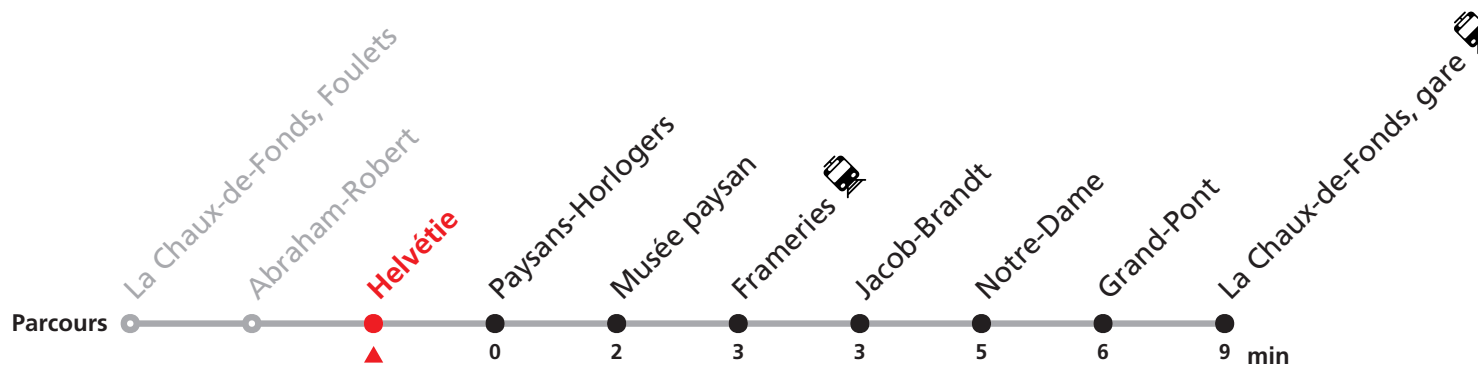 La Chaux-de-Fonds, Foulets
Abraham-Robert
Helvétie
Paysans-Horlogers
Musée paysan
Frameries
Jacob-Brandt
Notre-Dame
Grand-Pont
La Chaux-de-Fonds, gare
Parcours
0 2 3 3 5 6 9 min